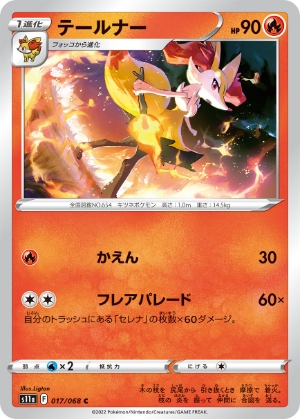 1進化
テールナー
HP90
フォッコから進化
全国図鑑NO.654 キツネポケモン 高さ:1.0m 重さ:14.5kg
かえん 30
フレアパレード 60×
自分のトラッシュにある「セレナ」の枚数×60ダメージ。
弱点 ×2 抵抗力 にげる
Illus.Ligton
s11a F 017/068 C
木の枝を 尻尾から 引き抜くとき
摩擦で 着火。枝の 炎を 振って
仲間に 合図を 送る。
©2022 Pokémon/Nintendo/Creatures/GAME FREAK.